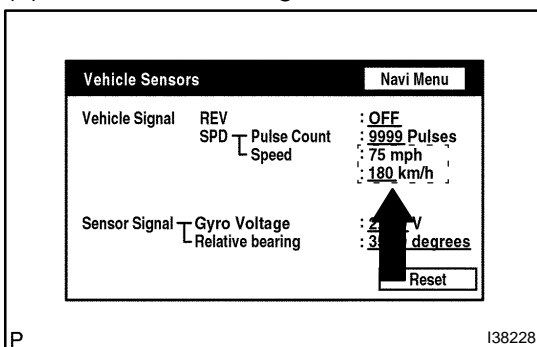 Vehicle Sensors Navi Menu
Vehicle Signal REV : OFF
SPD Pulse Count : 9999 Pulses
Speed : 75 mph
: 180 km/h
Sensor Signal Gyro Voltage : V
Relative bearing : degrees
Reset
P I38228